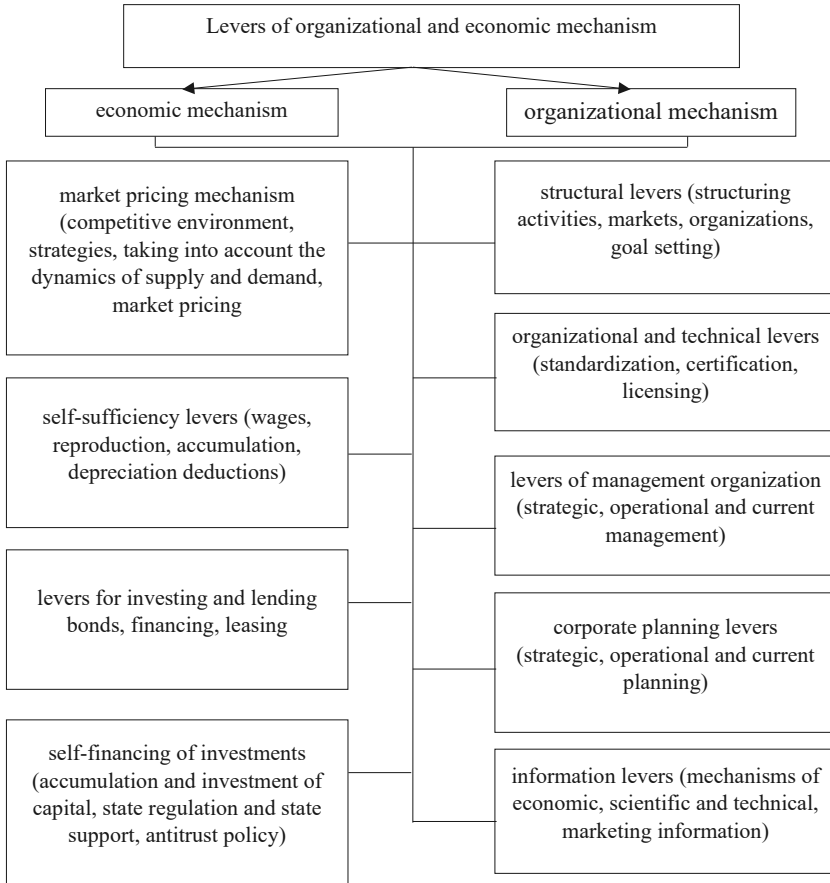 Levers of organizational and economic mechanism
economic mechanism
organizational mechanism
market pricing mechanism
(competitive environment,
strategies, taking into account the
dynamics of supply and demand,
market pricing
self-sufficiency levers (wages,
reproduction, accumulation,
depreciation deductions)
levers for investing and lending
bonds, financing, leasing
self-financing of investments
(accumulation and investment of
capital, state regulation and state
support, antitrust policy)
structural levers (structuring
activities, markets, organizations,
goal setting)
organizational and technical levers
(standardization, certification,
licensing)
levers of management organization
(strategic, operational and current
management)
corporate planning levers
(strategic, operational and current
planning)
information levers (mechanisms of
economic, scientific and technical,
marketing information)